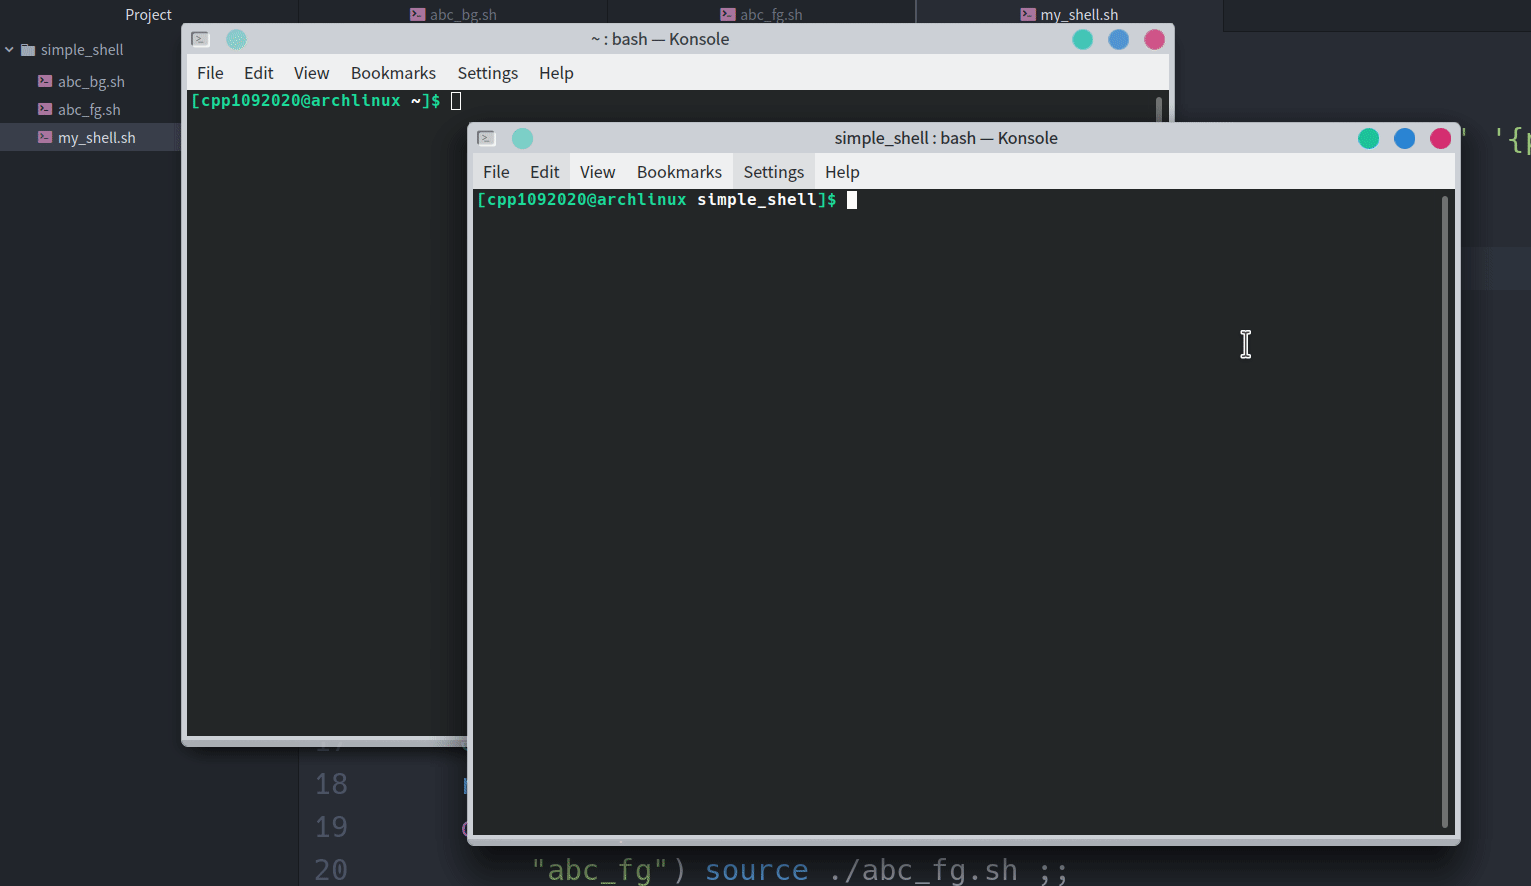 Project
abc_bg.sh
abc_fg.sh
my_shell.sh
simple_shell
abc_bg.sh
abc_fg.sh
my_shell.sh
~ : bash — Konsole
File Edit View Bookmarks Settings Help
[cpp1092020@archlinux ~]$
simple_shell : bash — Konsole
File Edit View Bookmarks Settings Help
[cpp1092020@archlinux simple_shell]$
' '{p
18
19
20 "abc_fg") source ./abc_fg.sh ;;